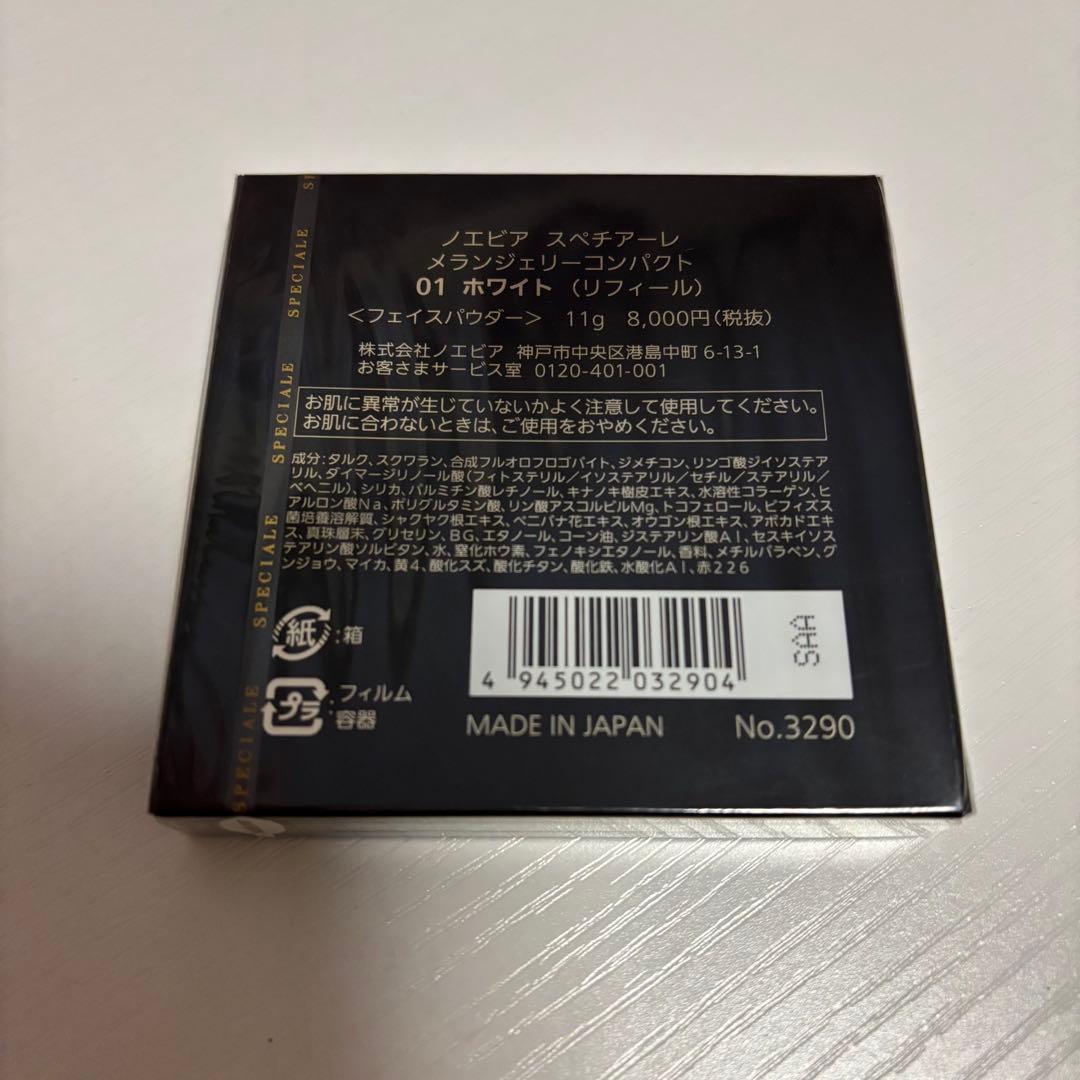 ノエビア スペチアーレ
メランジェリーコンパクト
01 ホワイト (リフィール)
<フェイスパウダー> 11g 8,000円(税抜)
株式会社ノエビア 神戸市中央区港島中町 6-13-1
お客さまサービス室 0120-401-001
お肌に異常が生じていないかよく注意して使用してください。
お肌に合わないときは、ご使用をおやめください。
成分:タルク、スクワラン、合成フルオロフロゴパイト、ジメチコン、リンゴ酸ジイソステア
リル、ダイマージリノール酸(フィトステリル/イソステアリル/セチル/ステアリル/
ベヘニル)、シリカ、パルミチン酸レチノール、キナノキ樹皮エキス、水溶性コラーゲン、ヒ
アルロン酸Na、ポリグルタミン酸、リン酸アスコルビルMg、トコフェロール、ビフィズス
菌培養溶解質、シャクヤク根エキス、ベニバナ花エキス、オウゴン根エキス、アボカドエキ
ス、真珠層末、グリセリン、BG、エタノール、コーン油、ジステアリン酸Al、セスキイソス
テアリン酸ソルビタン、水、窒化ホウ素、フェノキシエタノール、香料、メチルパラベン、グ
ンジョウ、マイカ、黄4、酸化スズ、酸化チタン、酸化鉄、水酸化Al、赤226
紙:箱
プラ:フィルム
容器
4 945022 032904
MADE IN JAPAN No.3290
SPECIALE
SPECIALE
SPECIALE
SPECIALE